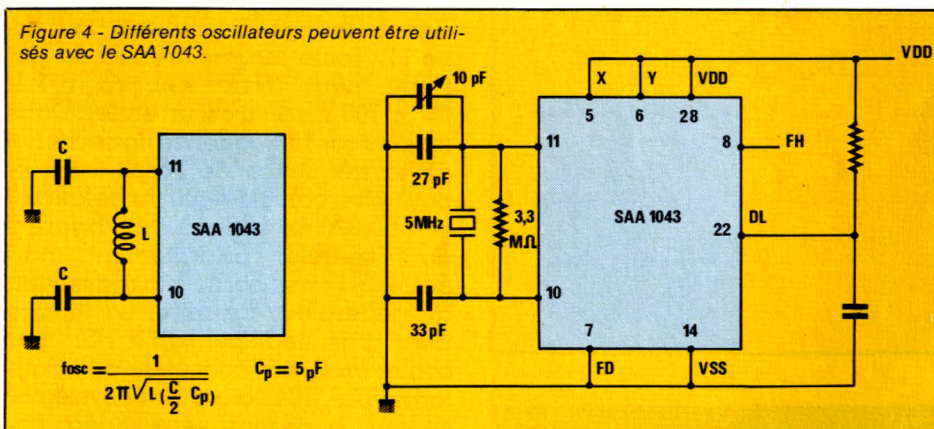 Figure 4 - Différents oscillateurs peuvent être utili-
sés avec le SAA 1043.
C
11
L
SAA 1043
C
10
fosc = 1 / 2π√L(C/2 Cp)
Cp = 5 pF
VDD
10 pF
X
Y
VDD
5
6
28
11
8
FH
27 pF
5MHz
3,3
MΩ
SAA 1043
DL
22
10
33 pF
7
14
FD
VSS